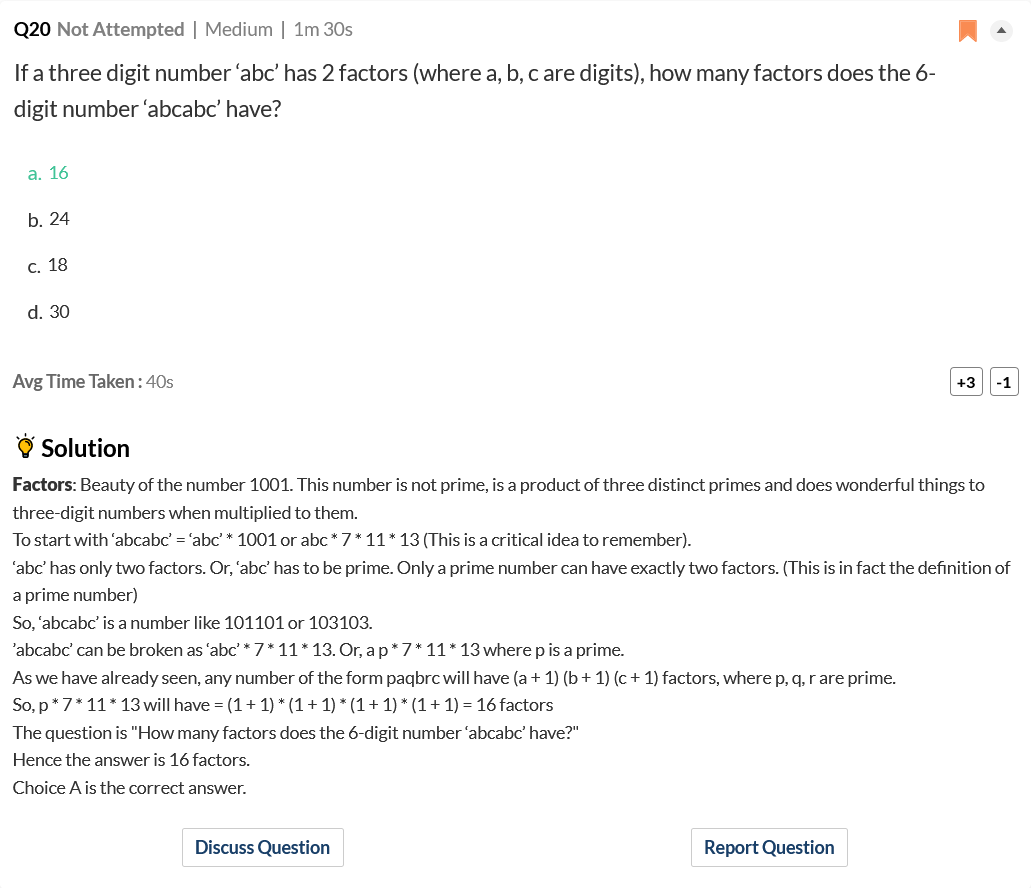 Q20 Not Attempted | Medium | 1m 30s
If a three digit number ‘abc’ has 2 factors (where a, b, c are digits), how many factors does the 6-
digit number ‘abcabc’ have?
a. 16
b. 24
c. 18
d. 30
Avg Time Taken : 40s
+3 -1
Solution
Factors: Beauty of the number 1001. This number is not prime, is a product of three distinct primes and does wonderful things to
three-digit numbers when multiplied to them.
To start with ‘abcabc’ = ‘abc’ * 1001 or abc * 7 * 11 * 13 (This is a critical idea to remember).
‘abc’ has only two factors. Or, ‘abc’ has to be prime. Only a prime number can have exactly two factors. (This is in fact the definition of
a prime number)
So, ‘abcabc’ is a number like 101101 or 103103.
’abcabc’ can be broken as ‘abc’ * 7 * 11 * 13. Or, a p * 7 * 11 * 13 where p is a prime.
As we have already seen, any number of the form paqbrc will have (a + 1) (b + 1) (c + 1) factors, where p, q, r are prime.
So, p * 7 * 11 * 13 will have = (1 + 1) * (1 + 1) * (1 + 1) * (1 + 1) = 16 factors
The question is "How many factors does the 6-digit number ‘abcabc’ have?"
Hence the answer is 16 factors.
Choice A is the correct answer.
Discuss Question Report Question